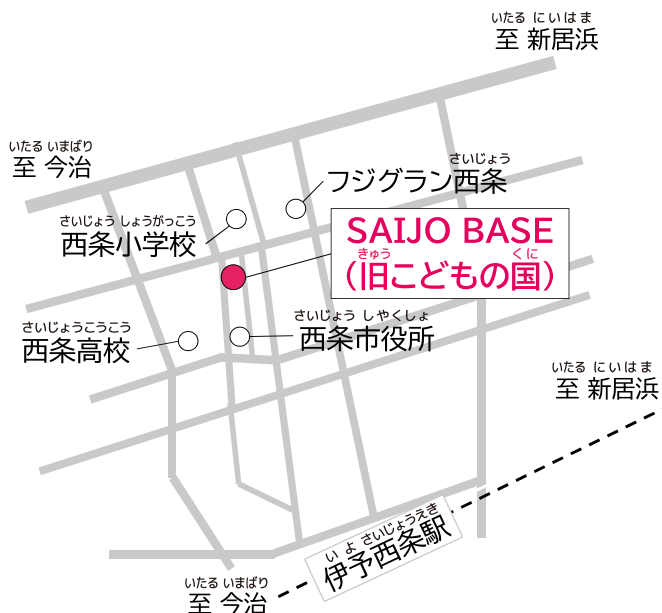 いたる にいはま
至 新居浜
いたる いまばり
至 今治
さいじょう
フジグラン西条
さいじょう しょうがっこう
西条小学校
SAIJO BASE
きゅう くに
（旧こどもの国）
さいじょう しやくしょ
西条市役所
さいじょうこうこう
西条高校
いたる にいはま
至 新居浜
い よ さいじょうえき
伊予西条駅
いたる いまばり
至 今治